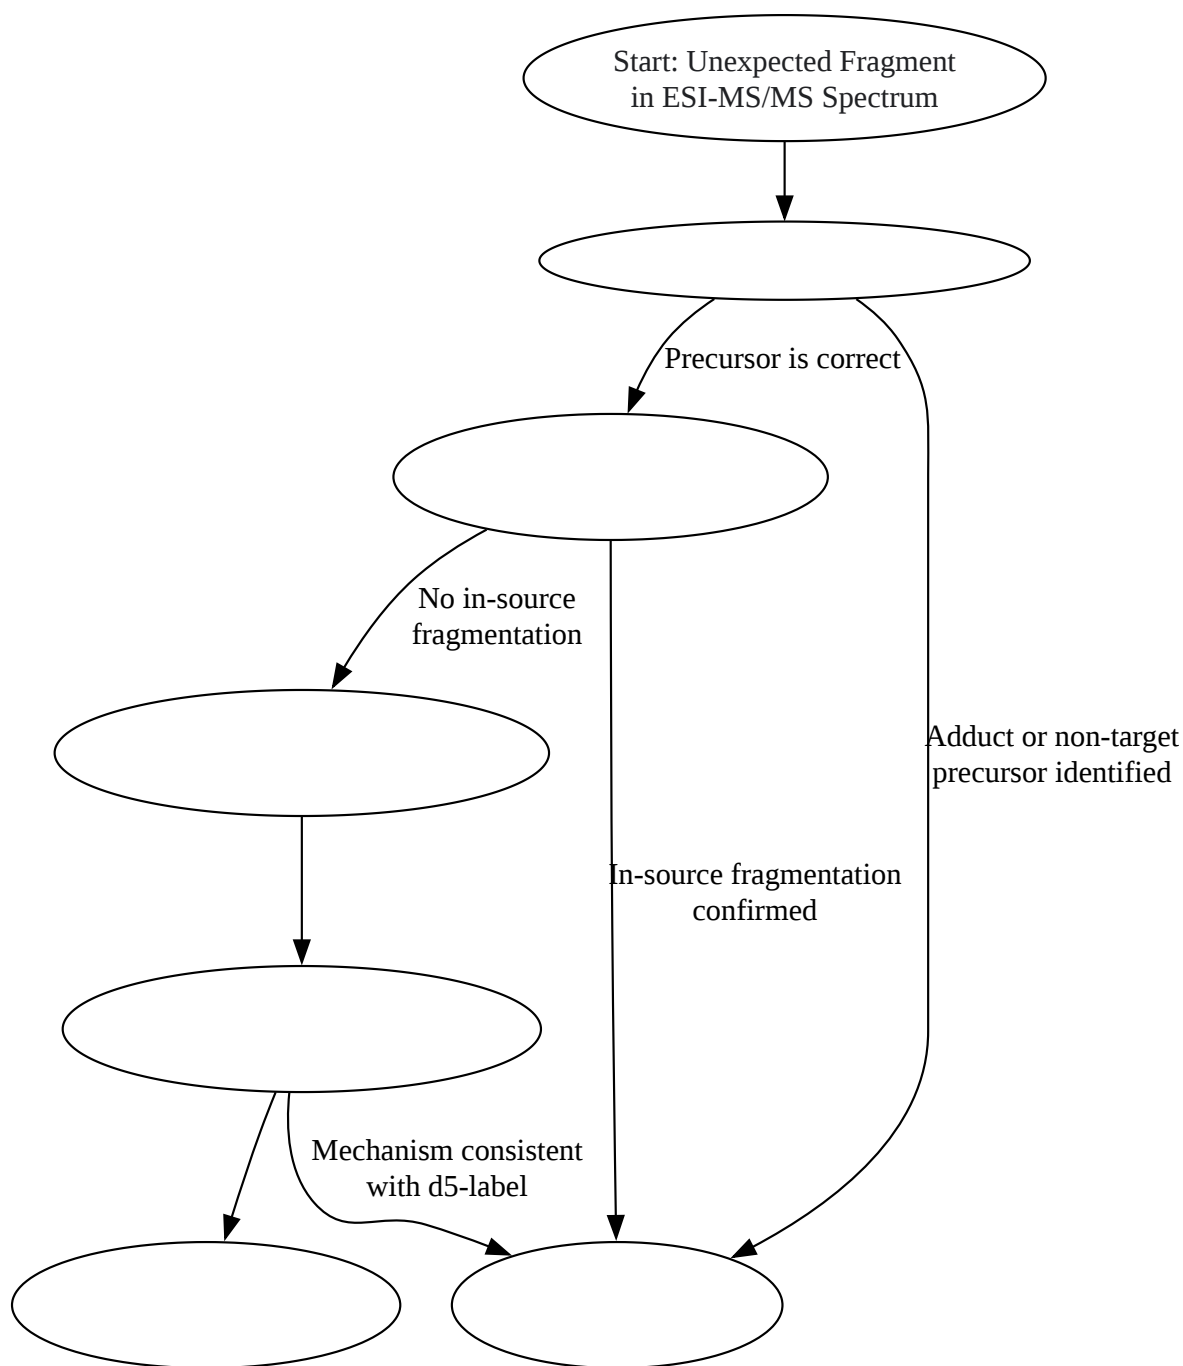 Start: Unexpected Fragment
in ESI-MS/MS Spectrum
Precursor is correct
No in-source
fragmentation
Adduct or non-target
precursor identified
In-source fragmentation
confirmed
Mechanism consistent
with d5-label